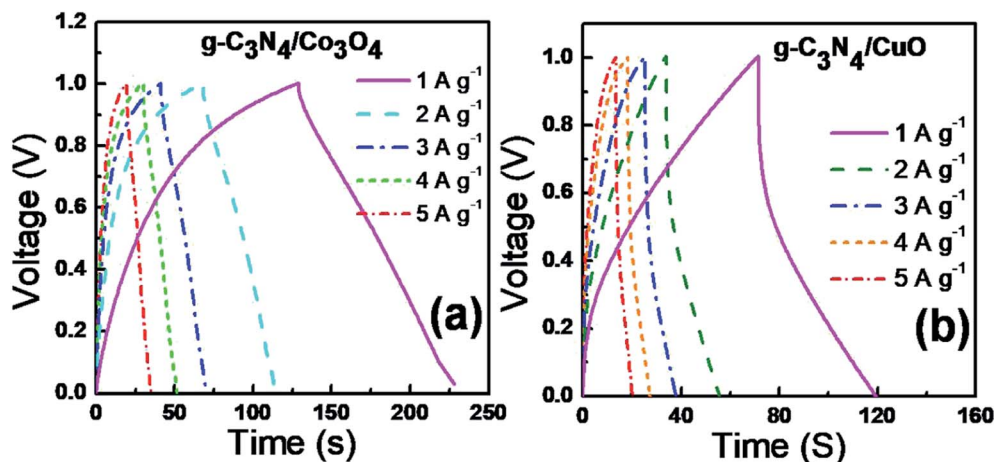 g-C₃N₄/Co₃O₄
1 A g⁻¹
2 A g⁻¹
3 A g⁻¹
4 A g⁻¹
5 A g⁻¹
(a)
Voltage (V)
1.2
1.0
0.8
0.6
0.4
0.2
0.0
0 50 100 150 200 250
Time (s)
g-C₃N₄/CuO
1 A g⁻¹
2 A g⁻¹
3 A g⁻¹
4 A g⁻¹
5 A g⁻¹
(b)
Voltage (V)
1.0
0.8
0.6
0.4
0.2
0.0
0 40 80 120 160
Time (S)